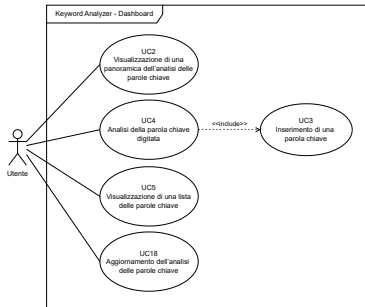 Keyword Analyzer - Dashboard
UC2
Visualizzazione di una
panoramica dell'analisi delle
parole chiave
UC4
Analisi della parola chiave
digitata
<<include>>
UC3
Inserimento di una
parola chiave
Utente
UC5
Visualizzazione di una lista
delle parole chiave
UC18
Aggiornamento dell'analisi
delle parole chiave